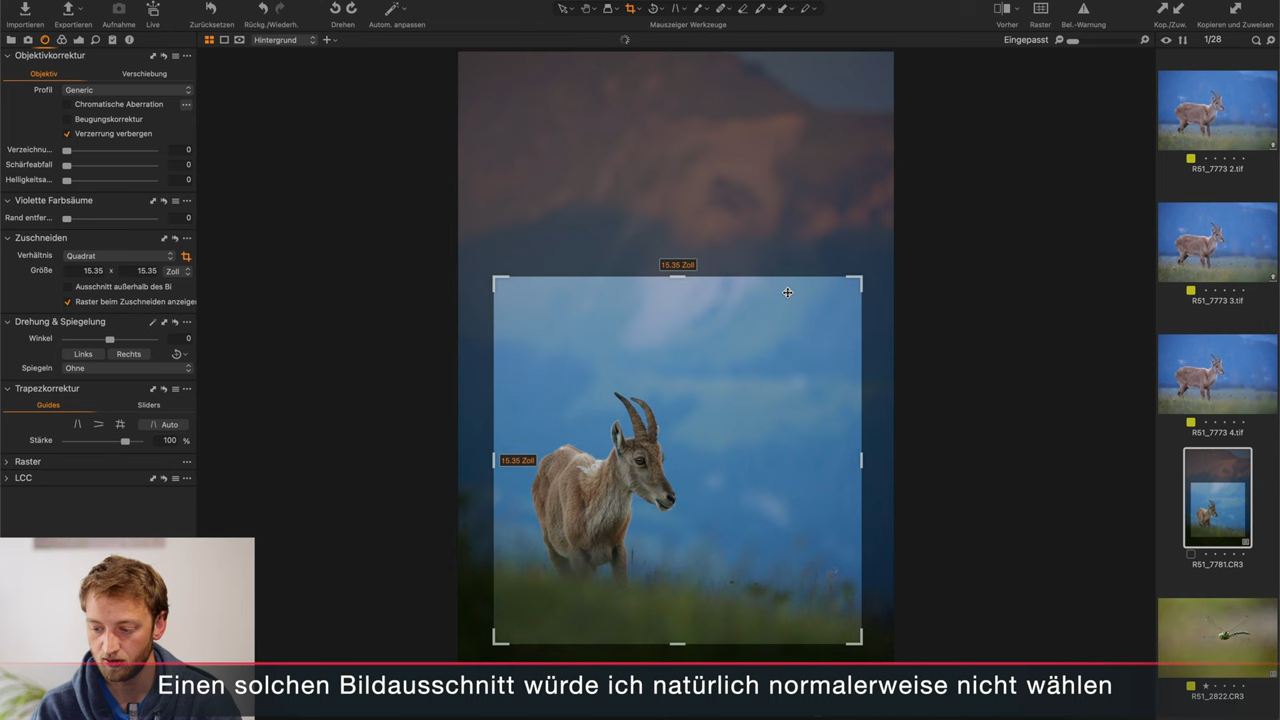 Importieren
Exportieren
Aufnahme
Live
Zurücksetzen
Rückg./Wiederh.
Drehen
Autom. anpassen
Mauszeiger Werkzeuge
Vorher
Raster
Bel.-Warnung
Kop./Zuw.
Kopieren und Zuweisen
Hintergrund
Eingepasst
1/28
Objektivkorrektur
Objektiv
Verschiebung
Profil
Generic
Chromatische Aberration
Beugungskorrektur
Verzerrung verbergen
Verzeichnu... 0
Schärfeabfall 0
Helligkeitsa... 0
Violette Farbsäume
Rand entfer... 0
Zuschneiden
Verhältnis
Quadrat
Größe
15.35 x 15.35
Zoll
Ausschnitt außerhalb des Bi
Raster beim Zuschneiden anzeigen
Drehung & Spiegelung
Winkel 0
Links
Rechts
Spiegeln
Ohne
Trapezkorrektur
Guides
Sliders
Auto
Stärke 100 %
Raster
LCC
15.35 Zoll
15.35 Zoll
R51_7773 2.tif
R51_7773 3.tif
R51_7773 4.tif
R51_7781.CR3
R51_2822.CR3
Einen solchen Bildausschnitt würde ich natürlich normalerweise nicht wählen